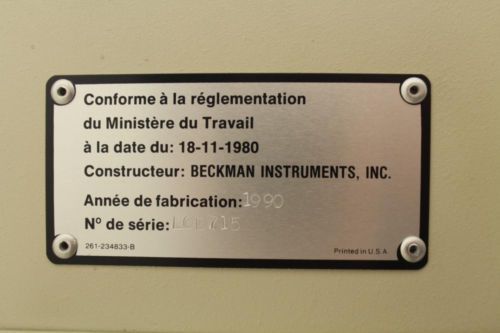 Conforme à la réglementation
du Ministère du Travail
à la date du: 18-11-1980
Constructeur: BECKMAN INSTRUMENTS, INC.
Année de fabrication: 1990
Nº de série:
261-234833-B
Printed in U.S.A